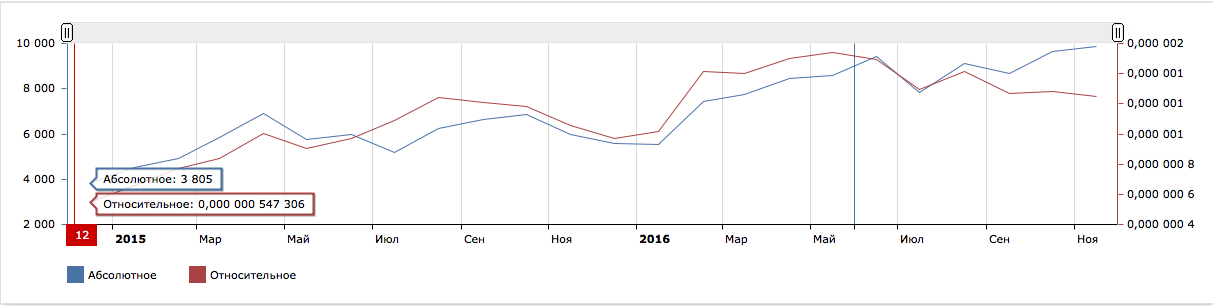 10 000
8 000
6 000
4 000
2 000
0,000 002
0,000 001
0,000 001
0,000 001
0,000 000 8
0,000 000 6
0,000 000 4
Абсолютное: 3 805
Относительное: 0,000 000 547 306
12
2015
Мар
Май
Июл
Сен
Ноя
2016
Мар
Май
Июл
Сен
Ноя
Абсолютное
Относительное